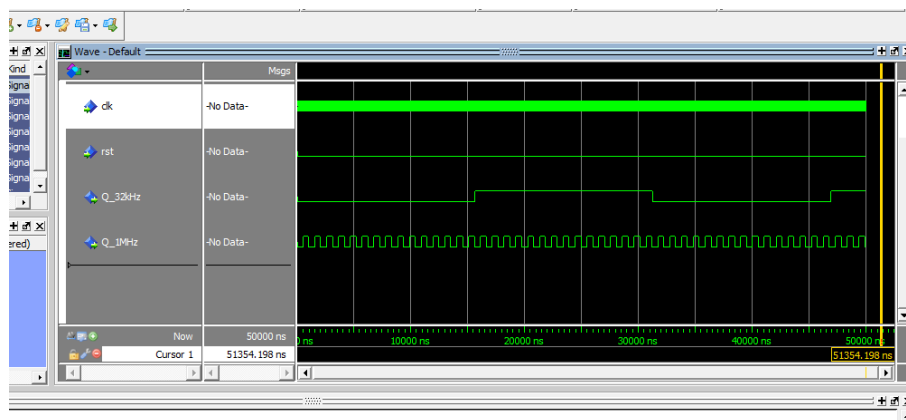 Wave - Default
Kind
Signa
Signa
Signa
Signa
Signa
Signa
ered)
Msgs
clk -No Data-
rst -No Data-
Q_32kHz -No Data-
Q_1MHz -No Data-
Now 50000 ns
0 ns 10000 ns 20000 ns 30000 ns 40000 ns 50000 ns
Cursor 1 51354.198 ns 51354.198 ns